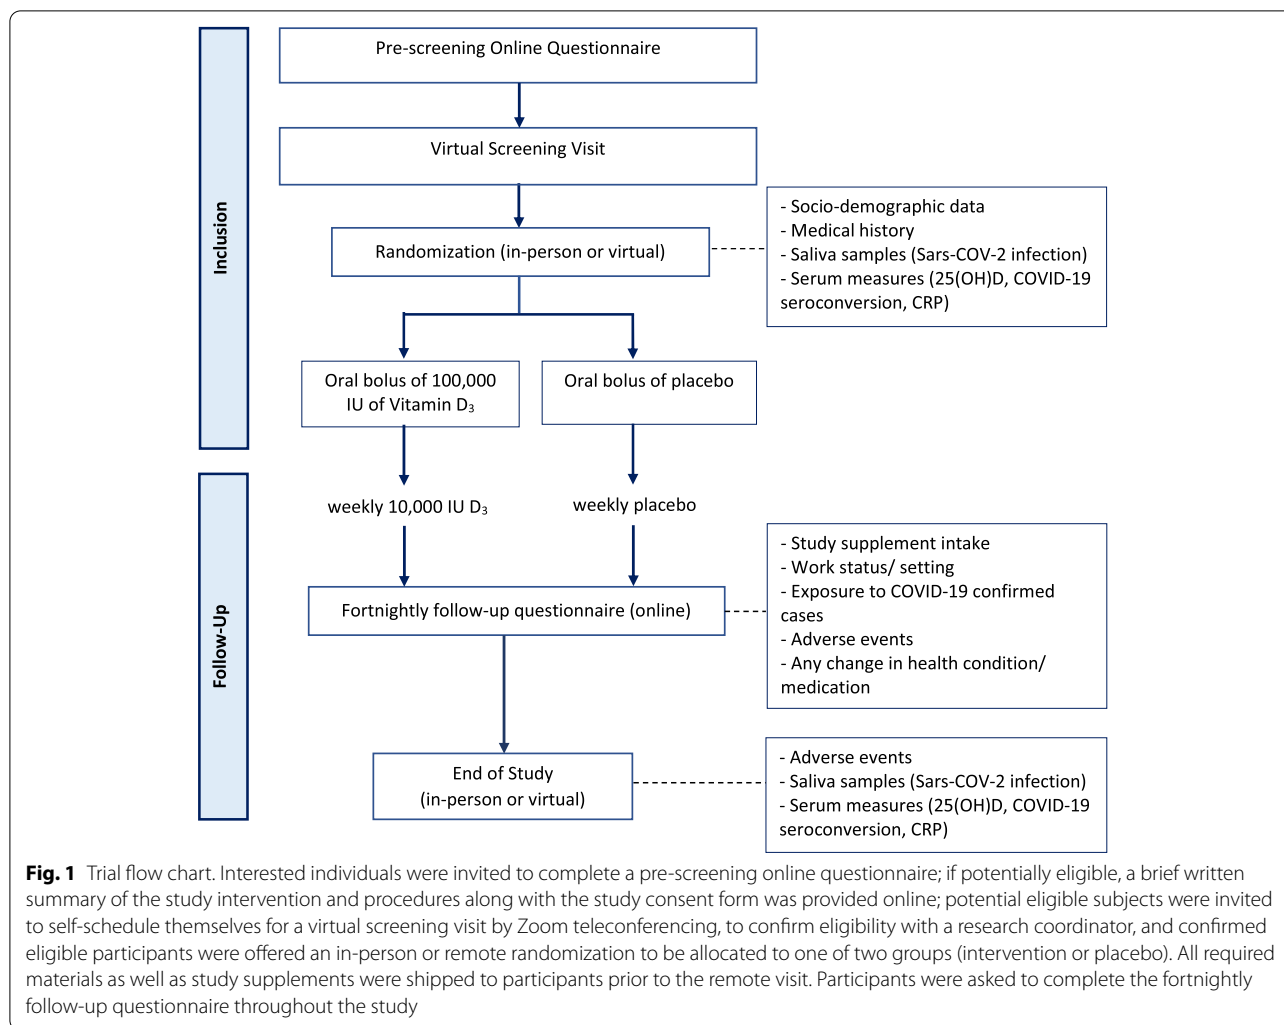 Pre-screening Online Questionnaire
Virtual Screening Visit
Inclusion
Randomization (in-person or virtual)
- Socio-demographic data
- Medical history
- Saliva samples (Sars-COV-2 infection)
- Serum measures (25(OH)D, COVID-19
seroconversion, CRP)
Oral bolus of 100,000
IU of Vitamin D₃
Oral bolus of placebo
weekly 10,000 IU D₃
weekly placebo
Follow-Up
Fortnightly follow-up questionnaire (online)
- Study supplement intake
- Work status/ setting
- Exposure to COVID-19 confirmed
cases
- Adverse events
- Any change in health condition/
medication
End of Study
(in-person or virtual)
- Adverse events
- Saliva samples (Sars-COV-2 infection)
- Serum measures (25(OH)D, COVID-19
seroconversion, CRP)
Fig. 1 Trial flow chart. Interested individuals were invited to complete a pre-screening online questionnaire; if potentially eligible, a brief written
summary of the study intervention and procedures along with the study consent form was provided online; potential eligible subjects were invited
to self-schedule themselves for a virtual screening visit by Zoom teleconferencing, to confirm eligibility with a research coordinator, and confirmed
eligible participants were offered an in-person or remote randomization to be allocated to one of two groups (intervention or placebo). All required
materials as well as study supplements were shipped to participants prior to the remote visit. Participants were asked to complete the fortnightly
follow-up questionnaire throughout the study